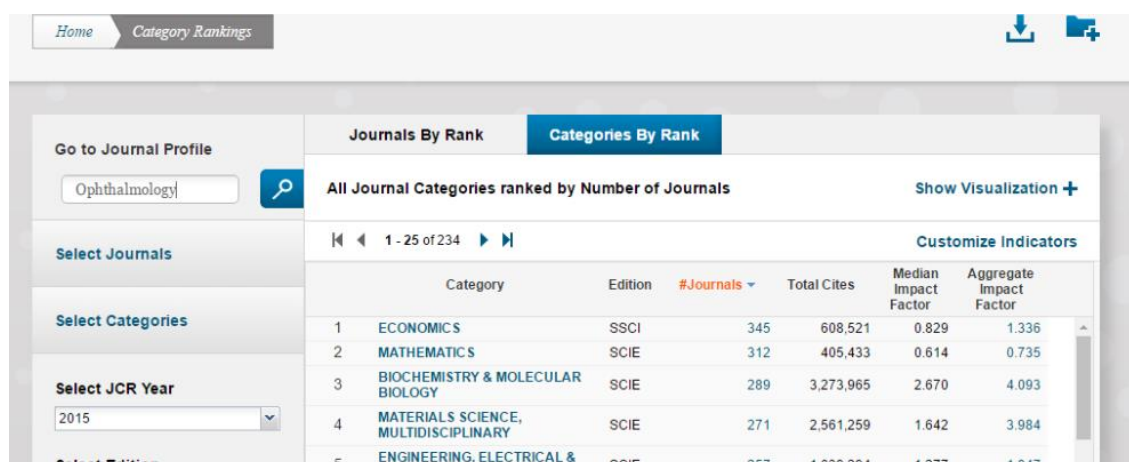 Home Category Rankings
Go to Journal Profile
Ophthalmology
Select Journals
Select Categories
Select JCR Year
2015
Journals By Rank Categories By Rank
All Journal Categories ranked by Number of Journals Show Visualization +
1 - 25 of 234 Customize Indicators
Category Edition #Journals Total Cites Median Impact Factor Aggregate Impact Factor
1 ECONOMICS SSCI 345 608,521 0.829 1.336
2 MATHEMATICS SCIE 312 405,433 0.614 0.735
3 BIOCHEMISTRY & MOLECULAR BIOLOGY SCIE 289 3,273,965 2.670 4.093
4 MATERIALS SCIENCE, MULTIDISCIPLINARY SCIE 271 2,561,259 1.642 3.984
ENGINEERING, ELECTRICAL &